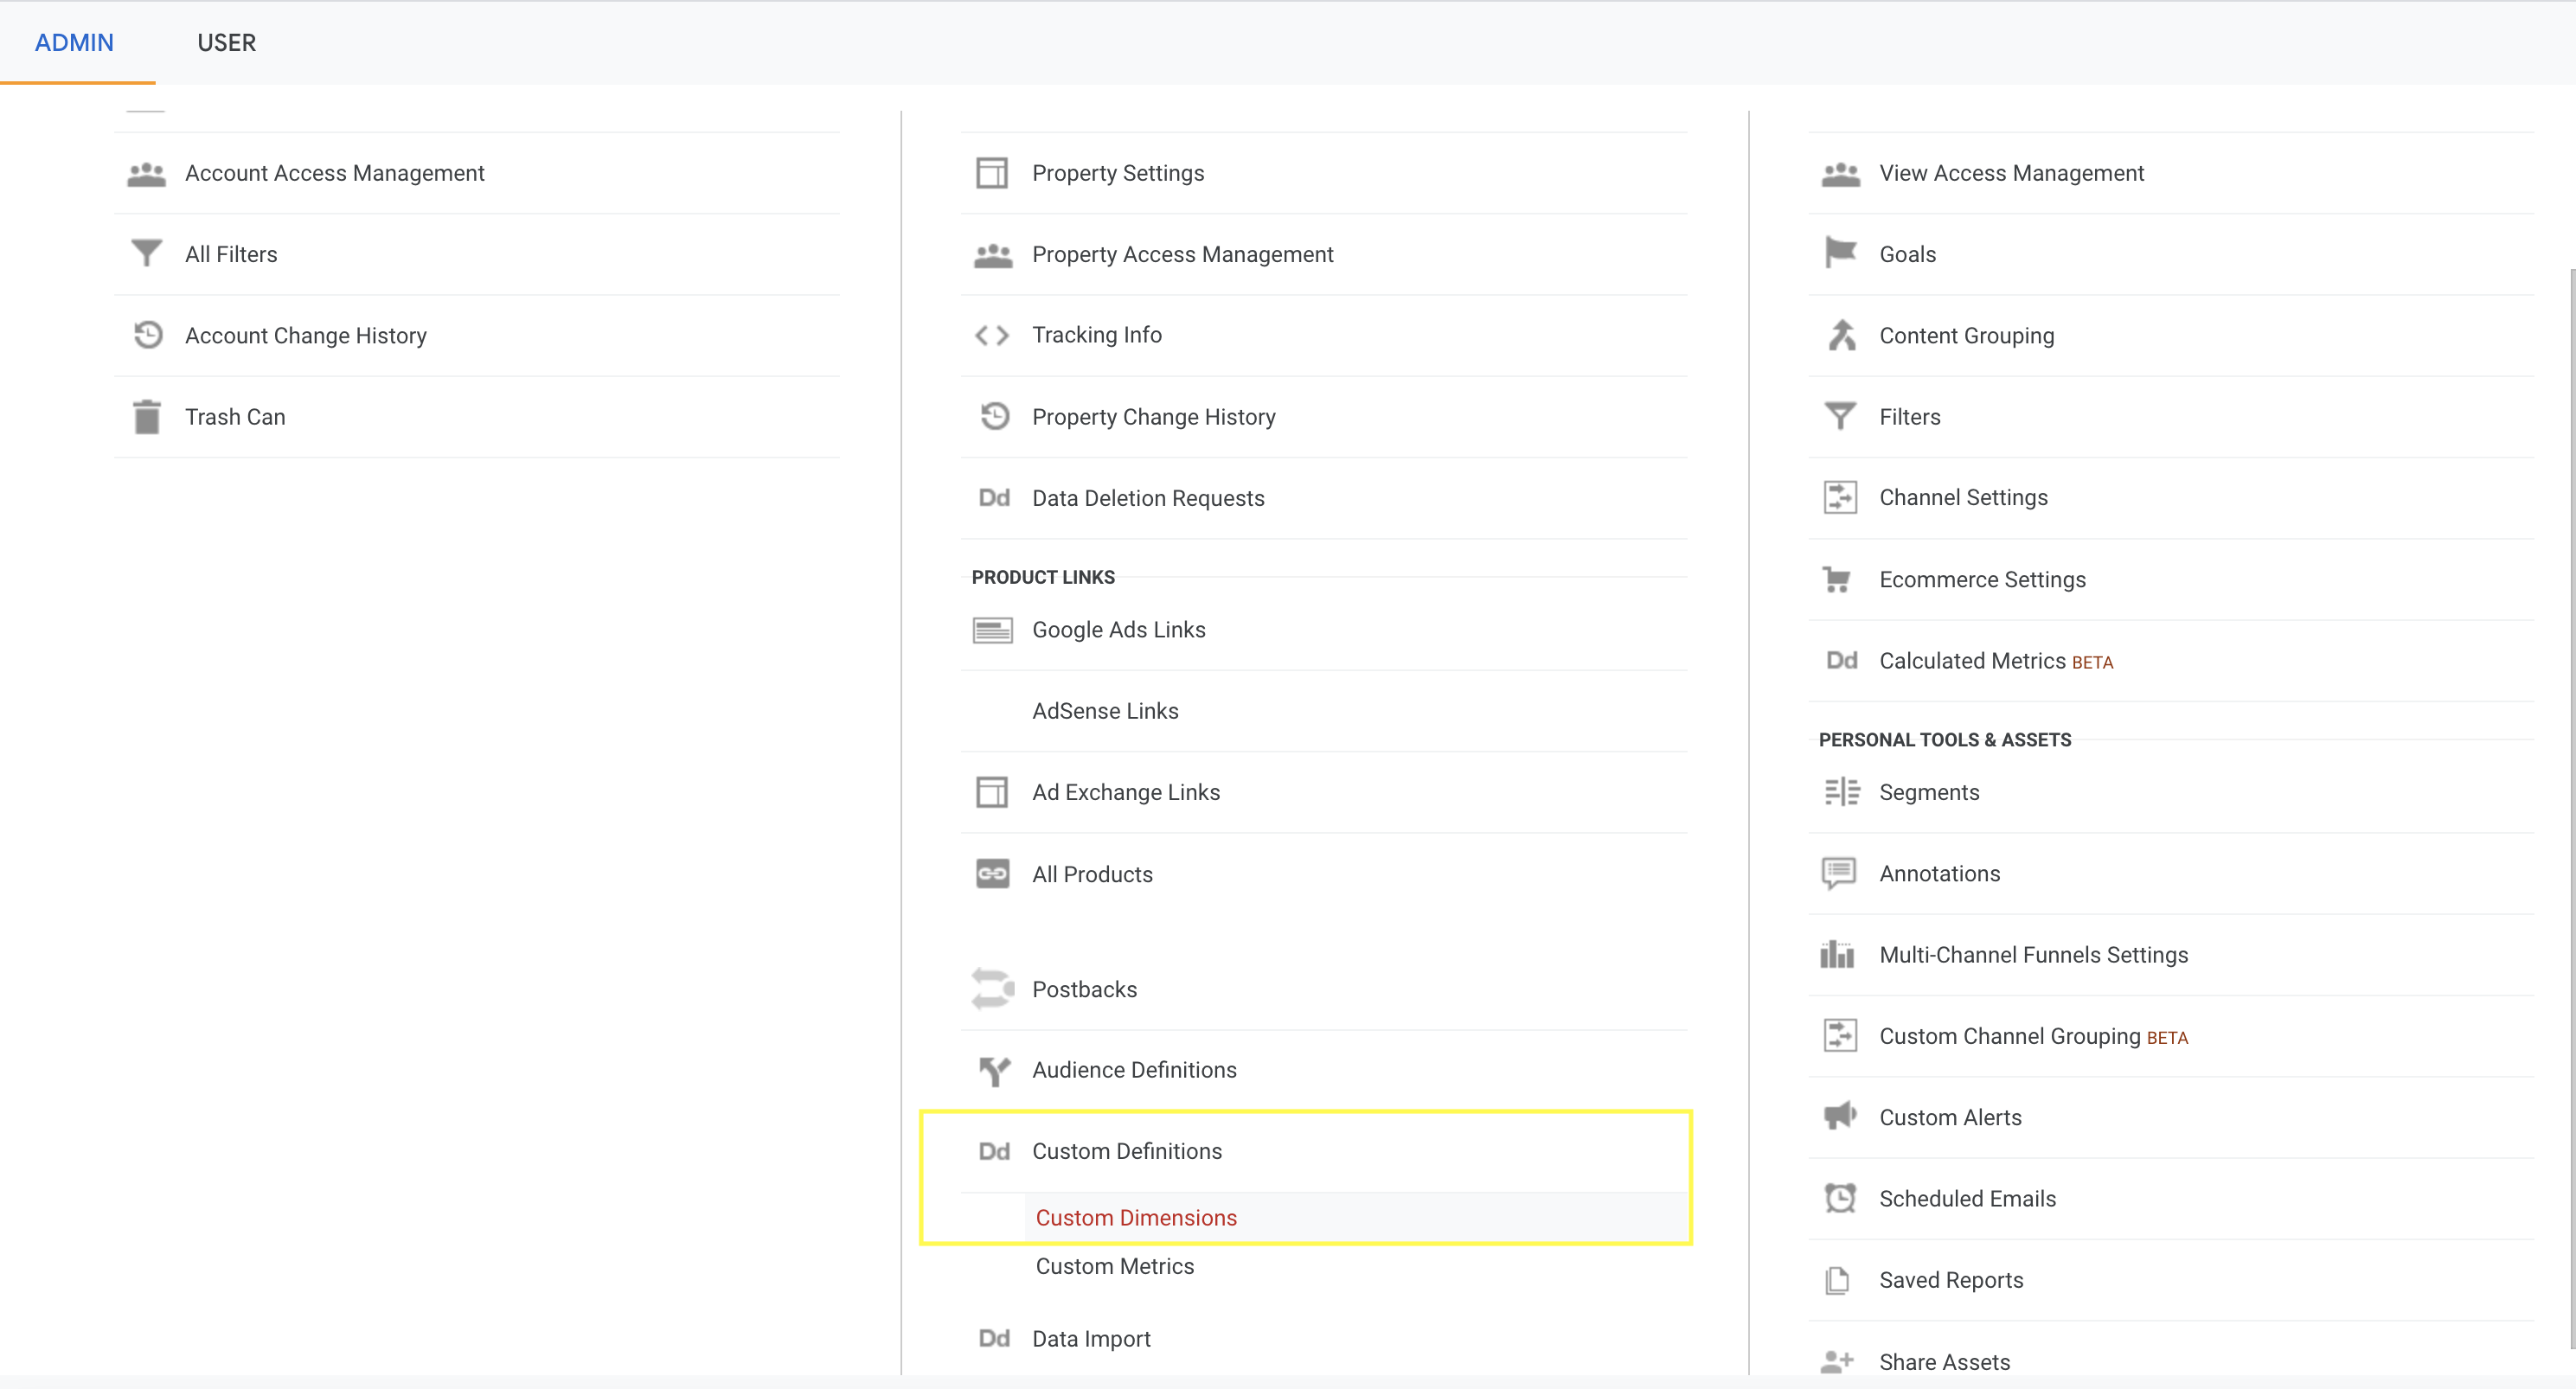 ADMIN
USER
Account Access Management
All Filters
Account Change History
Trash Can
Property Settings
Property Access Management
Tracking Info
Property Change History
Dd Data Deletion Requests
PRODUCT LINKS
Google Ads Links
AdSense Links
Ad Exchange Links
All Products
Postbacks
Audience Definitions
Dd Custom Definitions
Custom Dimensions
Custom Metrics
Dd Data Import
View Access Management
Goals
Content Grouping
Filters
Channel Settings
Ecommerce Settings
Dd Calculated Metrics BETA
PERSONAL TOOLS & ASSETS
Segments
Annotations
Multi-Channel Funnels Settings
Custom Channel Grouping BETA
Custom Alerts
Scheduled Emails
Saved Reports
Share Assets